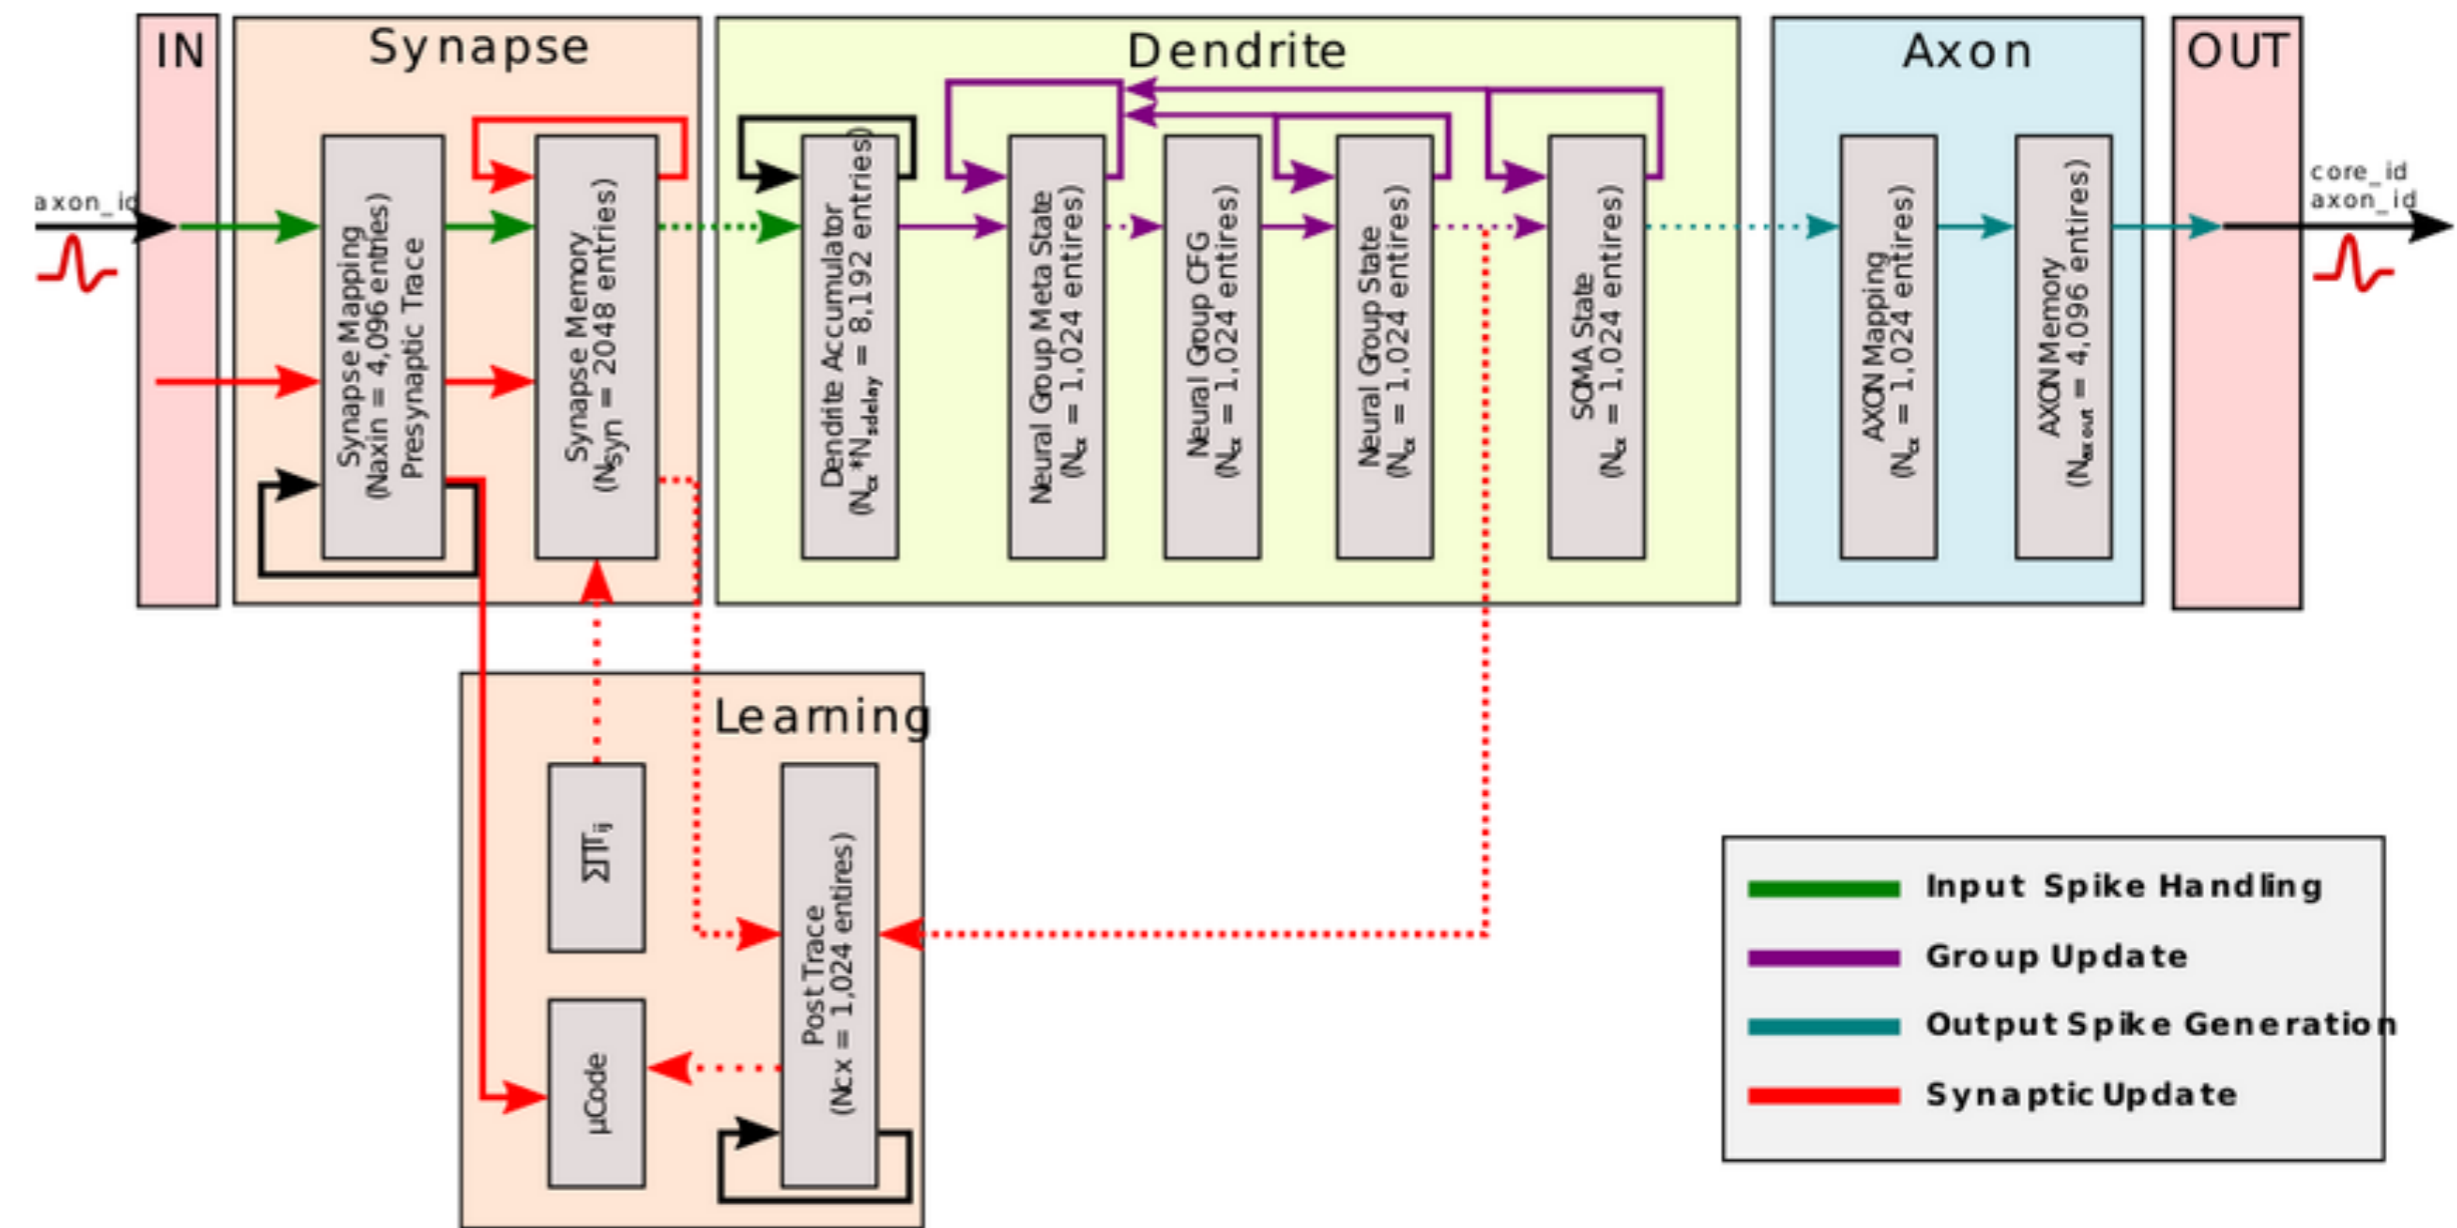 IN
Synapse
Dendrite
Axon
OUT
axon_id
core_id
axon_id
Synapse Mapping
(Naxin = 4,096 entries)
Presynaptic Trace
Synapse Memory
(Nsyn = 2048 entries)
Dendrite Accumulator
(Ncx*Nsdelay = 8,192 entries)
Neural Group Meta State
(Ncx = 1,024 entires)
Neural Group CFG
(Ncx = 1,024 entires)
Neural Group State
(Ncx = 1,024 entires)
SOMA State
(Ncx = 1,024 entires)
AXON Mapping
(Ncx = 1,024 entires)
AXON Memory
(Naxout = 4,096 entires)
Learning
ΣΠTij
μCode
Post Trace
(Ncx = 1,024 entires)
Input Spike Handling
Group Update
Output Spike Generation
Synaptic Update